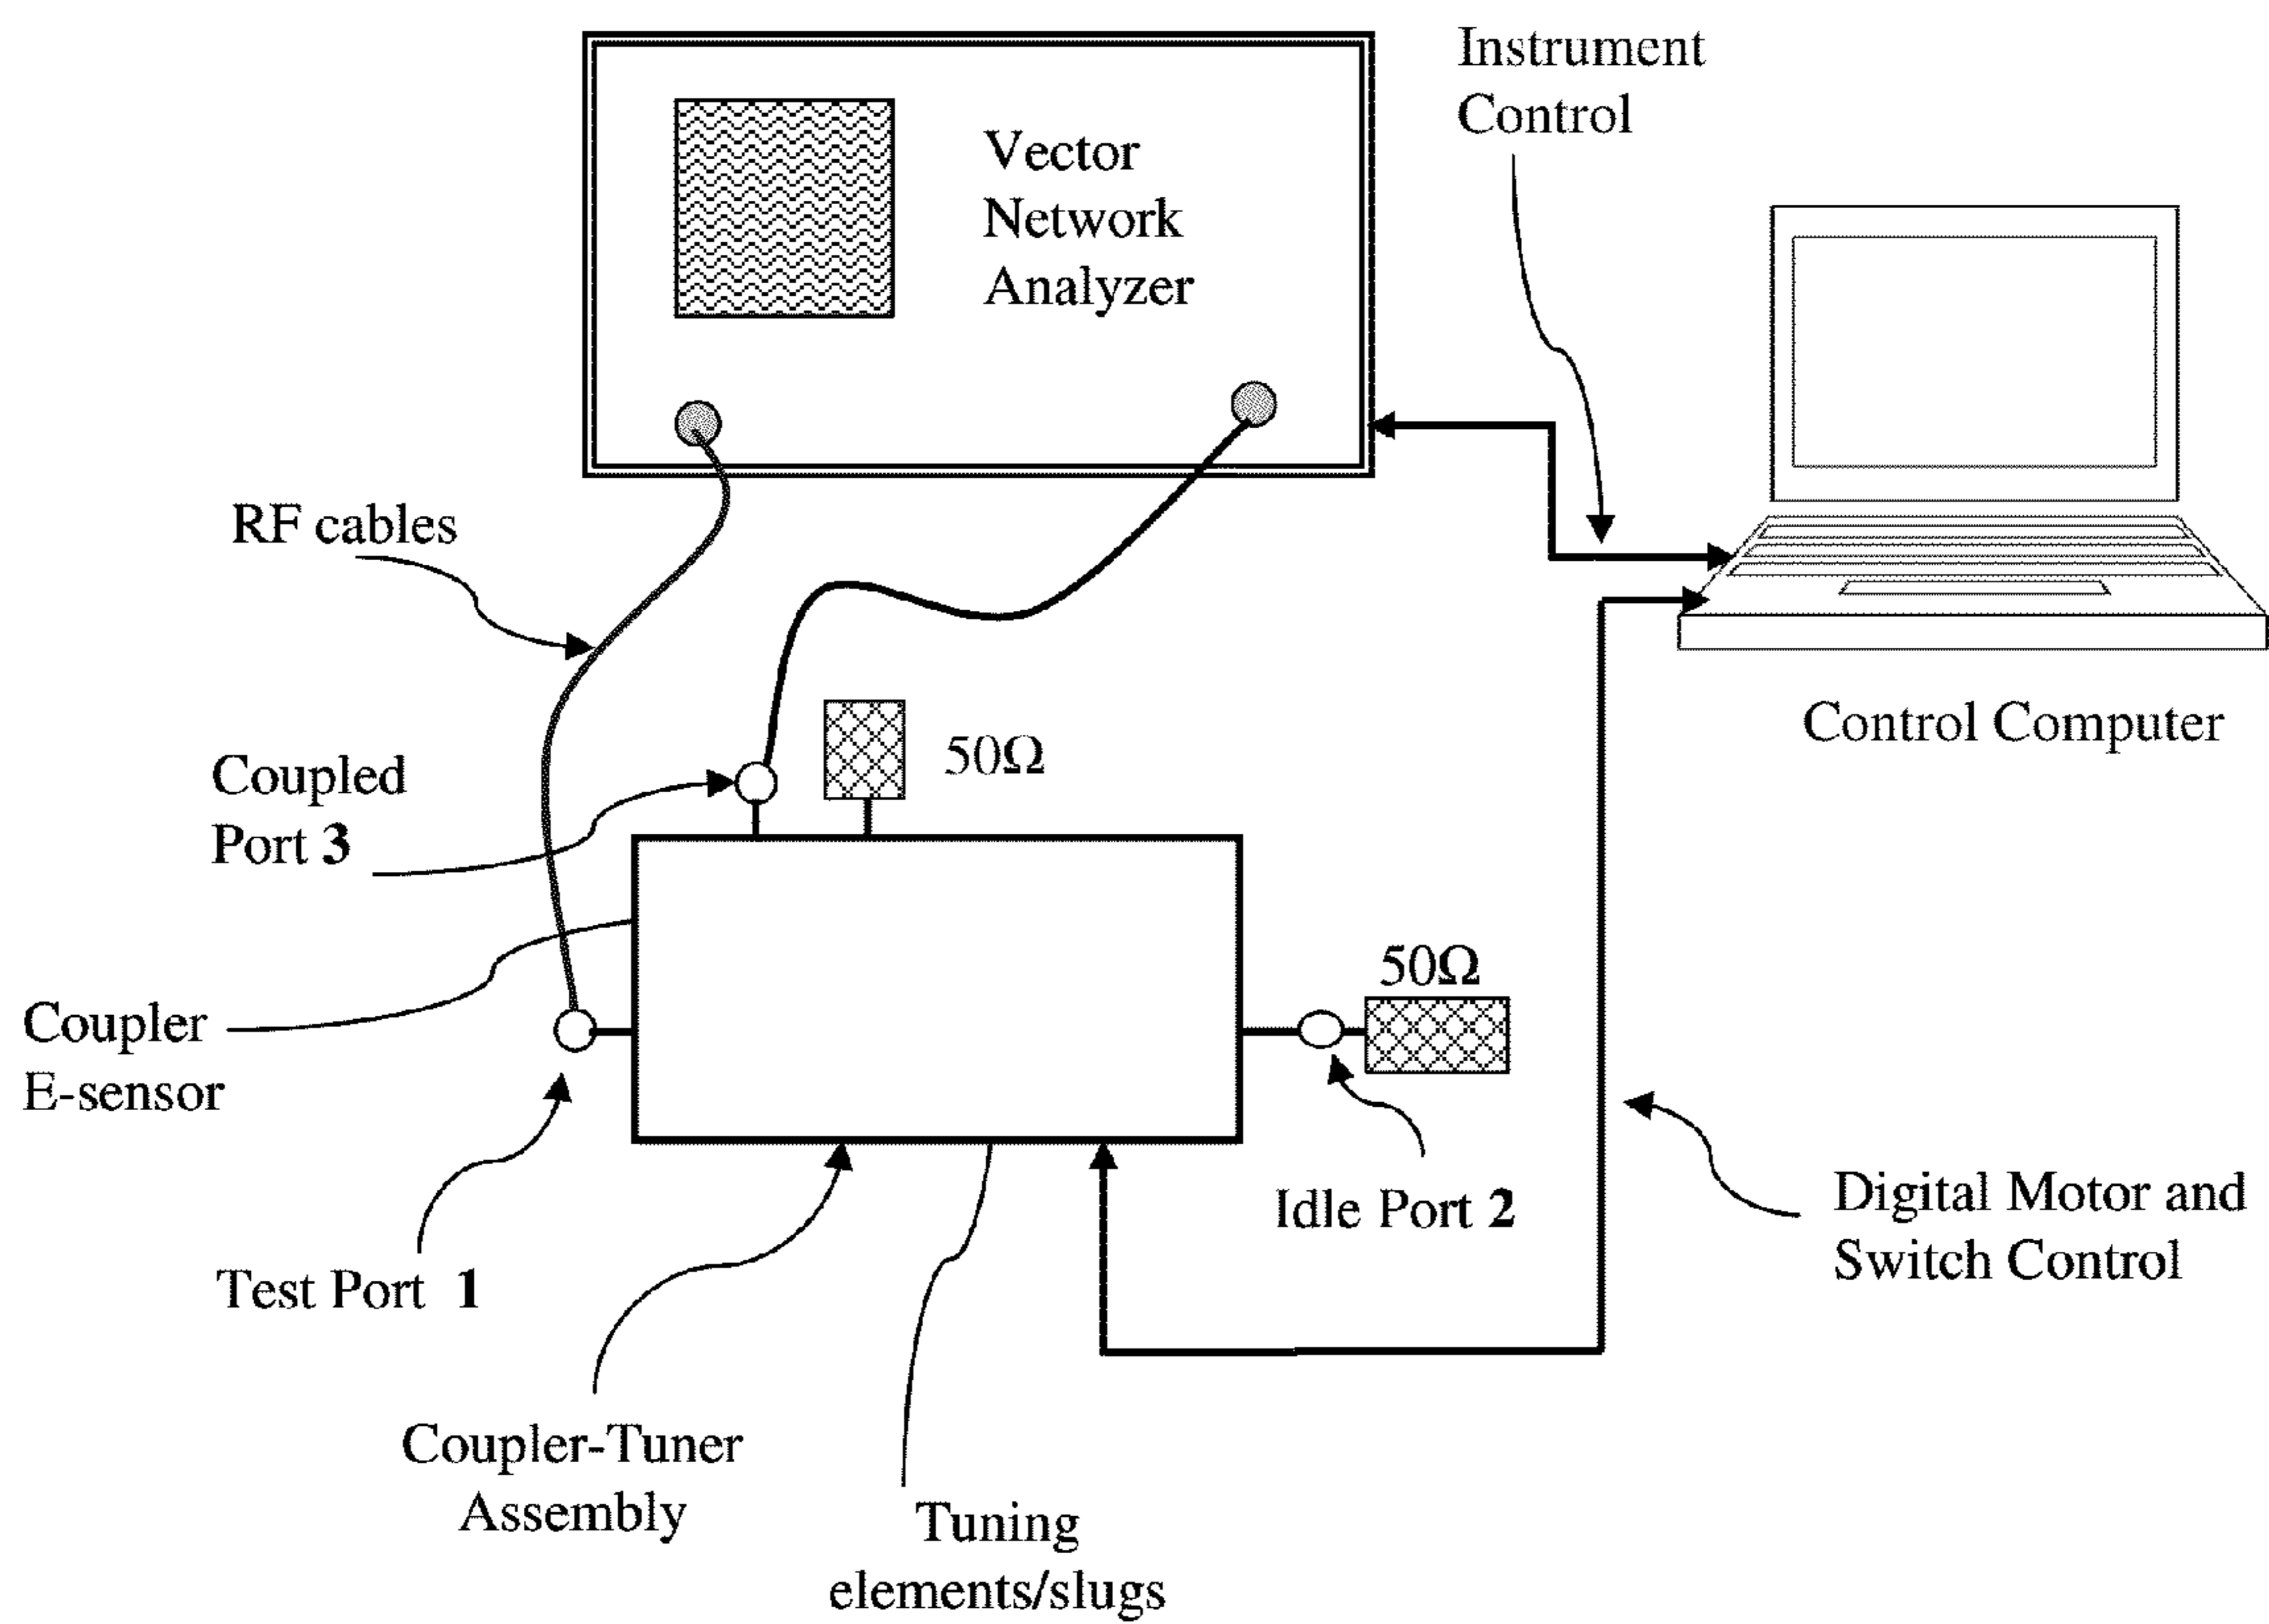 Instrument
Control
Vector
Network
Analyzer
RF cables
Control Computer
Coupled
Port 3
50Ω
50Ω
Coupler
E-sensor
Idle Port 2
Digital Motor and
Switch Control
Test Port 1
Coupler-Tuner
Assembly
Tuning
elements/slugs